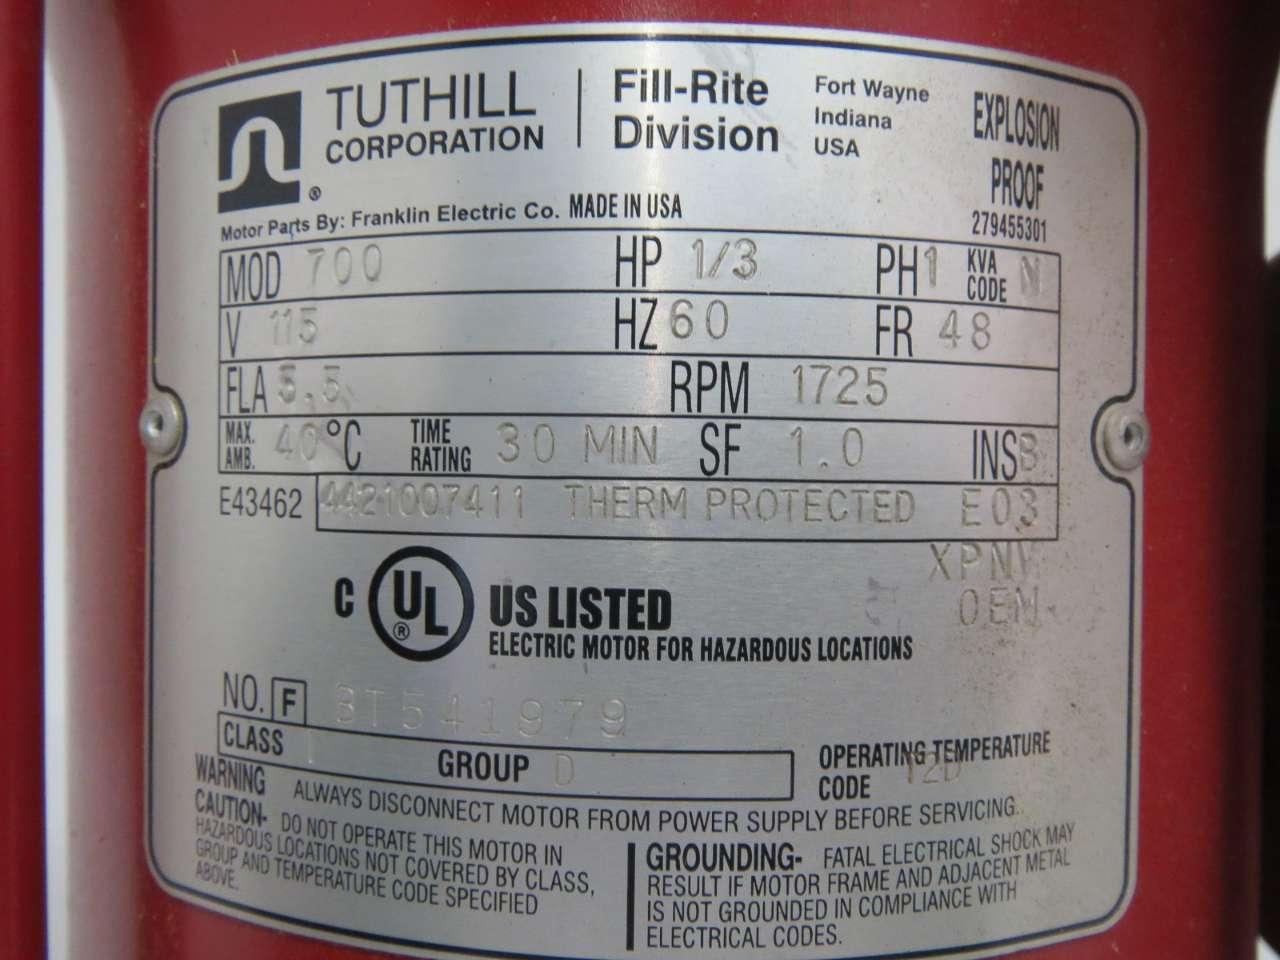 TUTHILL CORPORATION | Fill-Rite Division Fort Wayne Indiana USA
EXPLOSION PROOF
279455301
®
Motor Parts By: Franklin Electric Co. MADE IN USA
MOD 700 HP 1/3 PH 1 KVA CODE N
V 115 HZ 60 FR 48
FLA 5.5 RPM 1725
MAX. AMB. 40°C TIME RATING 30 MIN SF 1.0 INS B
E43462 4421007411 THERM PROTECTED E03
XPNV
OEM
C UL ® US LISTED
ELECTRIC MOTOR FOR HAZARDOUS LOCATIONS
NO. F 3T541979
CLASS I GROUP D OPERATING TEMPERATURE CODE T2D
WARNING ALWAYS DISCONNECT MOTOR FROM POWER SUPPLY BEFORE SERVICING.
CAUTION- DO NOT OPERATE THIS MOTOR IN
HAZARDOUS LOCATIONS NOT COVERED BY CLASS,
GROUP AND TEMPERATURE CODE SPECIFIED
ABOVE.
GROUNDING- FATAL ELECTRICAL SHOCK MAY
RESULT IF MOTOR FRAME AND ADJACENT METAL
IS NOT GROUNDED IN COMPLIANCE WITH
ELECTRICAL CODES.